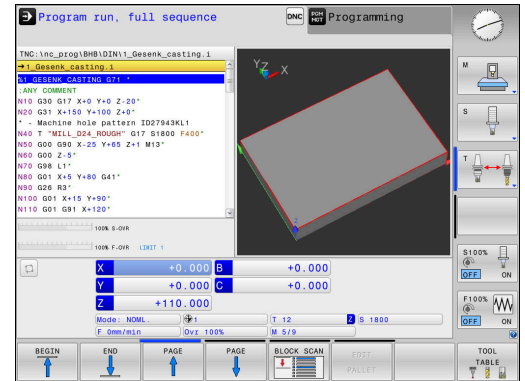 Program run, full sequence
DNC
PGM MGT
Programming
TNC:\nc_prog\BHB\DIN\1_Gesenk_casting.i
→1_Gesenk_casting.i
%1_GESENK_CASTING G71 *
;ANY COMMENT
N10 G30 G17 X+0 Y+0 Z-20*
N20 G31 X+150 Y+100 Z+0*
* - Machine hole pattern ID27943KL1
N40 T "MILL_D24_ROUGH" G17 S1800 F400*
N50 G00 G90 X-25 Y+65 Z+1 M13*
N60 G00 Z-5*
N70 G98 L1*
N80 G01 X+5 Y+80 G41*
N90 G26 R3*
N100 G01 X+15 Y+90*
N110 G01 G91 X+120*
Y Z X
Z
100% S-OVR
100% F-OVR LIMIT 1
X +0.000 B +0.000
Y +0.000 C +0.000
Z +110.000
Mode: NOML. 1 T 12 Z S 1800
F 0mm/min Ovr 100% M 5/9
M
S
T
S100%
OFF ON
F100%
OFF ON
BEGIN
END
PAGE
PAGE
BLOCK SCAN
EDIT
PALLET
TOOL
TABLE